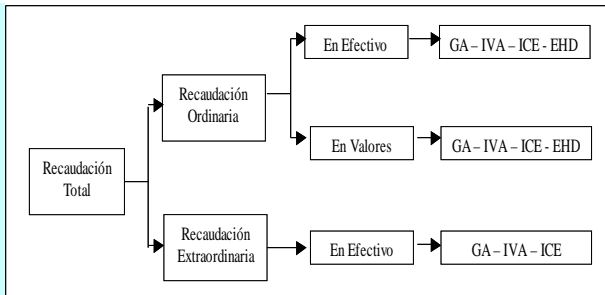 En Efectivo
GA – IVA – ICE - EHD
Recaudación
Ordinaria
En Valores
GA – IVA – ICE - EHD
Recaudación
Total
Recaudación
Extraordinaria
En Efectivo
GA – IVA – ICE